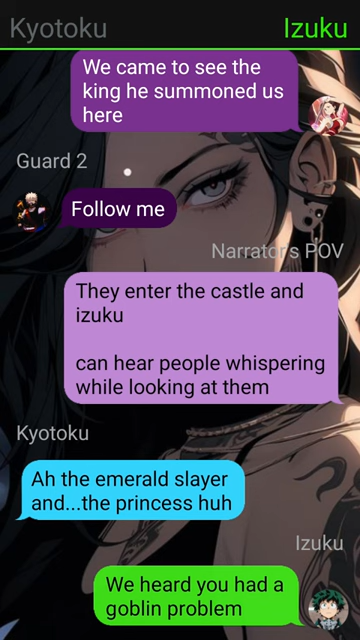 Kyotoku Izuku
We came to see the
king he summoned us
here
Guard 2
Follow me
Narrator's POV
They enter the castle and
izuku
can hear people whispering
while looking at them
Kyotoku
Ah the emerald slayer
and...the princess huh
Izuku
We heard you had a
goblin problem